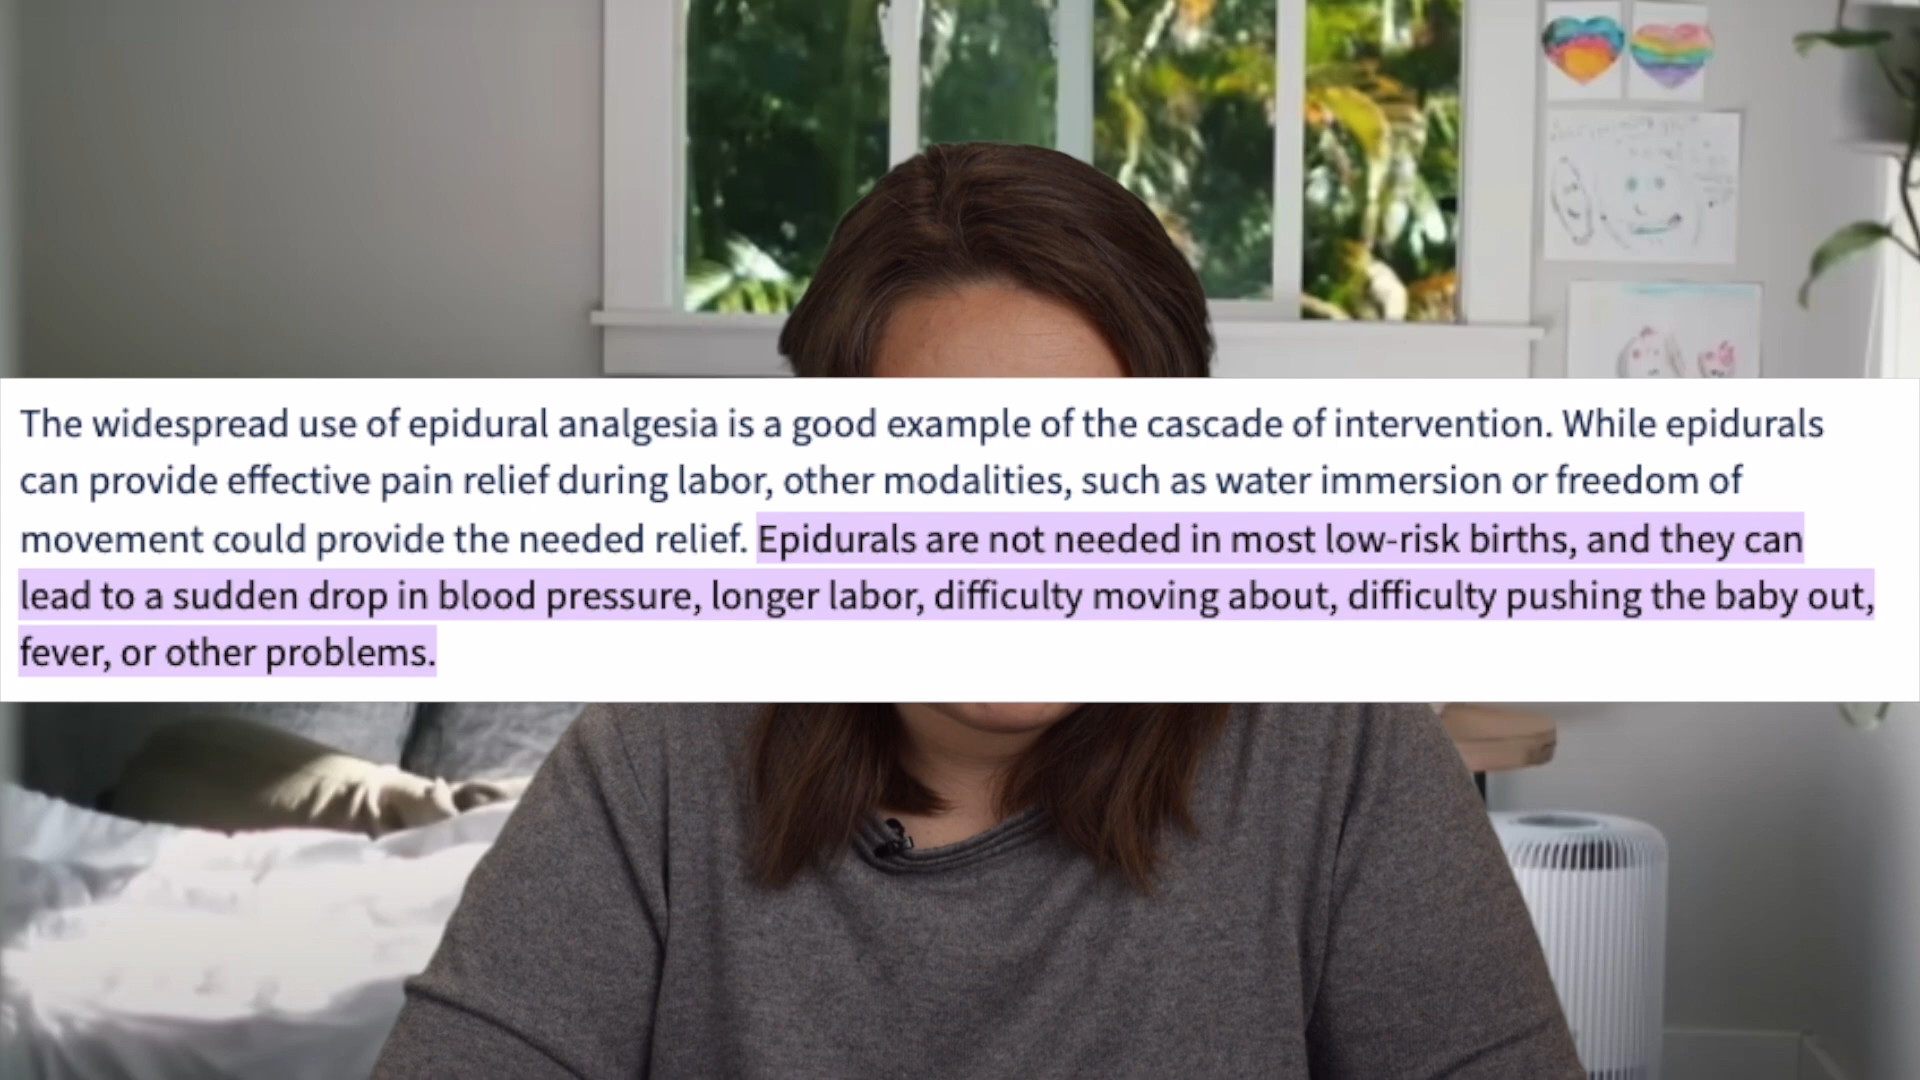 The widespread use of epidural analgesia is a good example of the cascade of intervention. While epidurals
can provide effective pain relief during labor, other modalities, such as water immersion or freedom of
movement could provide the needed relief. Epidurals are not needed in most low-risk births, and they can
lead to a sudden drop in blood pressure, longer labor, difficulty moving about, difficulty pushing the baby out,
fever, or other problems.